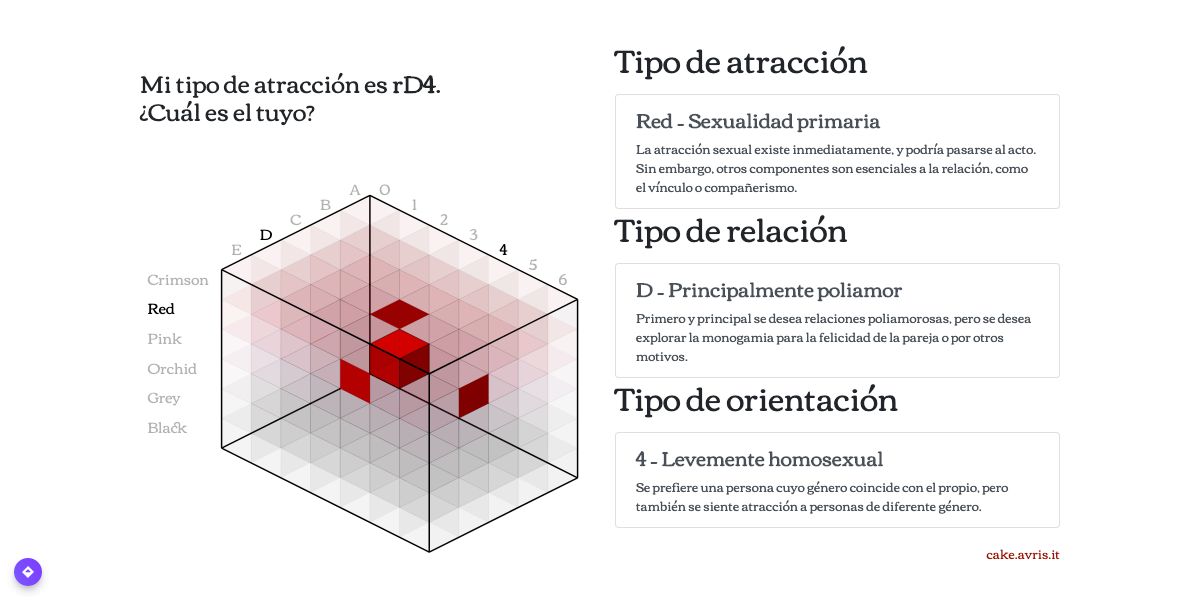 Mi tipo de atracción es rD4.
¿Cuál es el tuyo?
A
B
C
D
E
0
1
2
3
4
5
6
Crimson
Red
Pink
Orchid
Grey
Black
Tipo de atracción
Red - Sexualidad primaria
La atracción sexual existe inmediatamente, y podría pasarse al acto.
Sin embargo, otros componentes son esenciales a la relación, como
el vínculo o compañerismo.
Tipo de relación
D - Principalmente poliamor
Primero y principal se desea relaciones poliamorosas, pero se desea
explorar la monogamia para la felicidad de la pareja o por otros
motivos.
Tipo de orientación
4 - Levemente homosexual
Se prefiere una persona cuyo género coincide con el propio, pero
también se siente atracción a personas de diferente género.
cake.avris.it